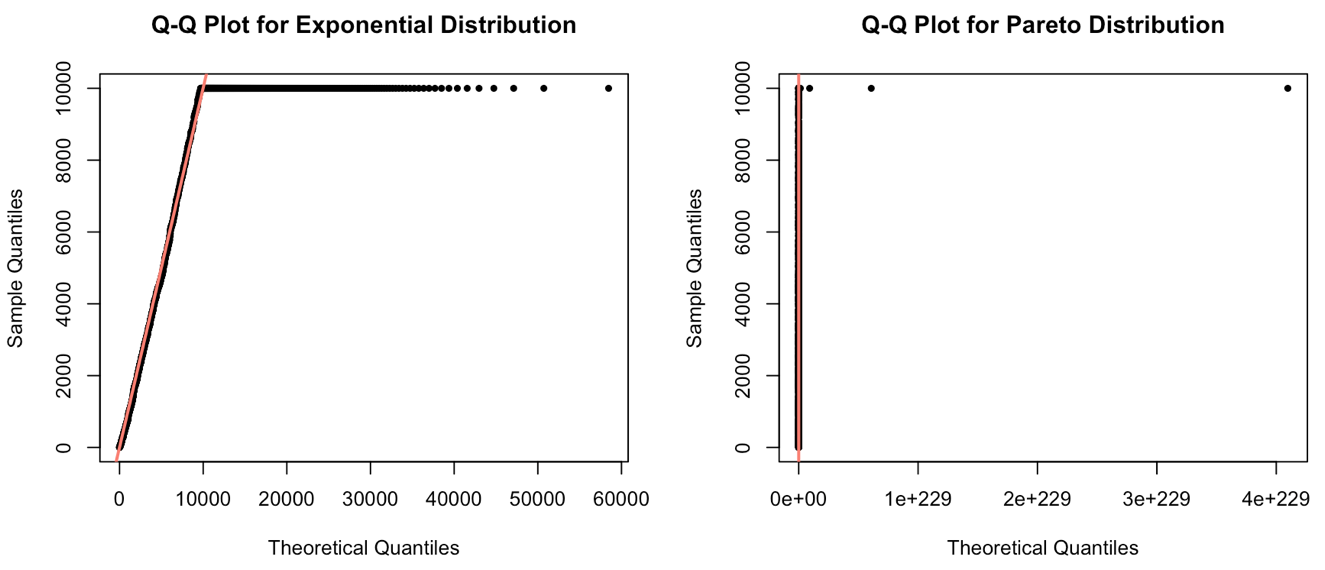 Q-Q Plot for Exponential Distribution
Sample Quantiles
10000
8000
6000
4000
2000
0
0 10000 20000 30000 40000 50000 60000
Theoretical Quantiles
Q-Q Plot for Pareto Distribution
Sample Quantiles
10000
8000
6000
4000
2000
0
0e+00 1e+229 2e+229 3e+229 4e+229
Theoretical Quantiles